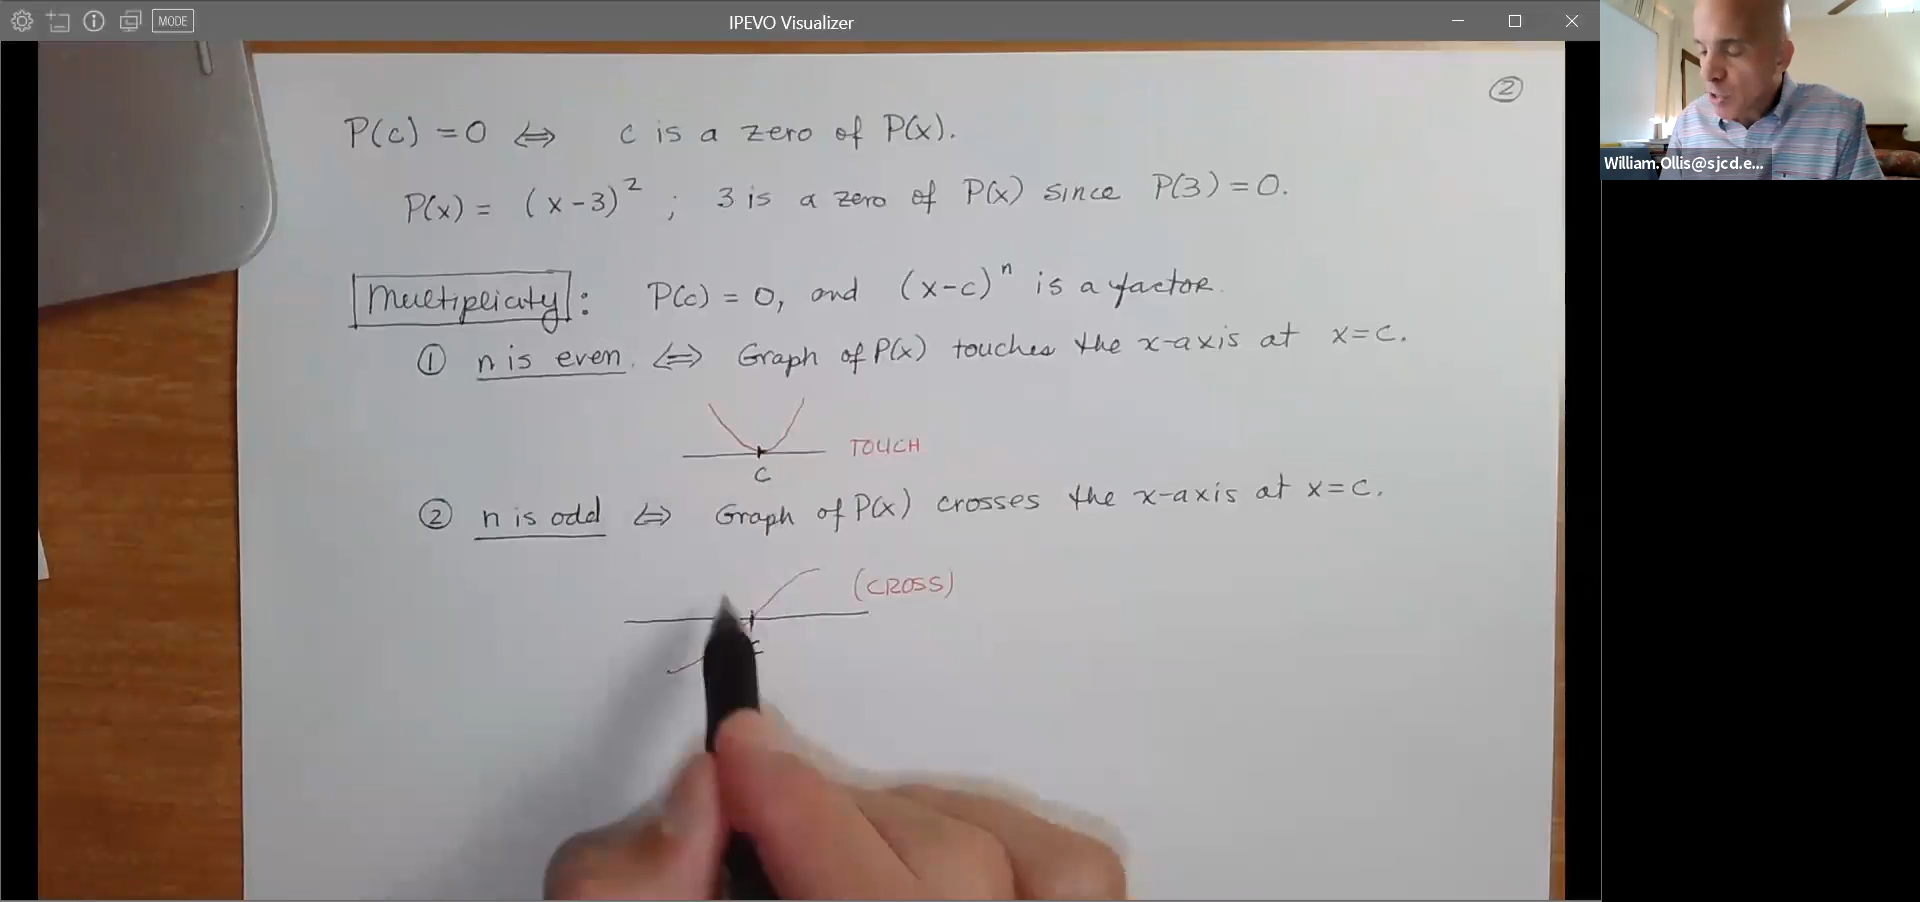 MODE
IPEVO Visualizer
William.Ollis@sjcd.e...
2
P(c) = 0 ⇔ c is a zero of P(x).
P(x) = (x-3)² ; 3 is a zero of P(x) since P(3) = 0.
Multiplicity : P(c) = 0, and (x-c)ⁿ is a factor.
① n is even. ⇔ Graph of P(x) touches the x-axis at x=c.
TOUCH
C
② n is odd ⇔ Graph of P(x) crosses the x-axis at x=c.
(CROSS)